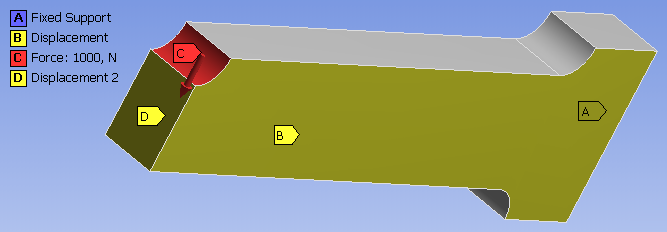 A Fixed Support
B Displacement
C Force: 1000, N
D Displacement 2
C
D
B
A